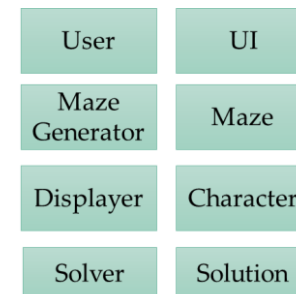 User
UI
Maze
Generator
Maze
Displayer
Character
Solver
Solution